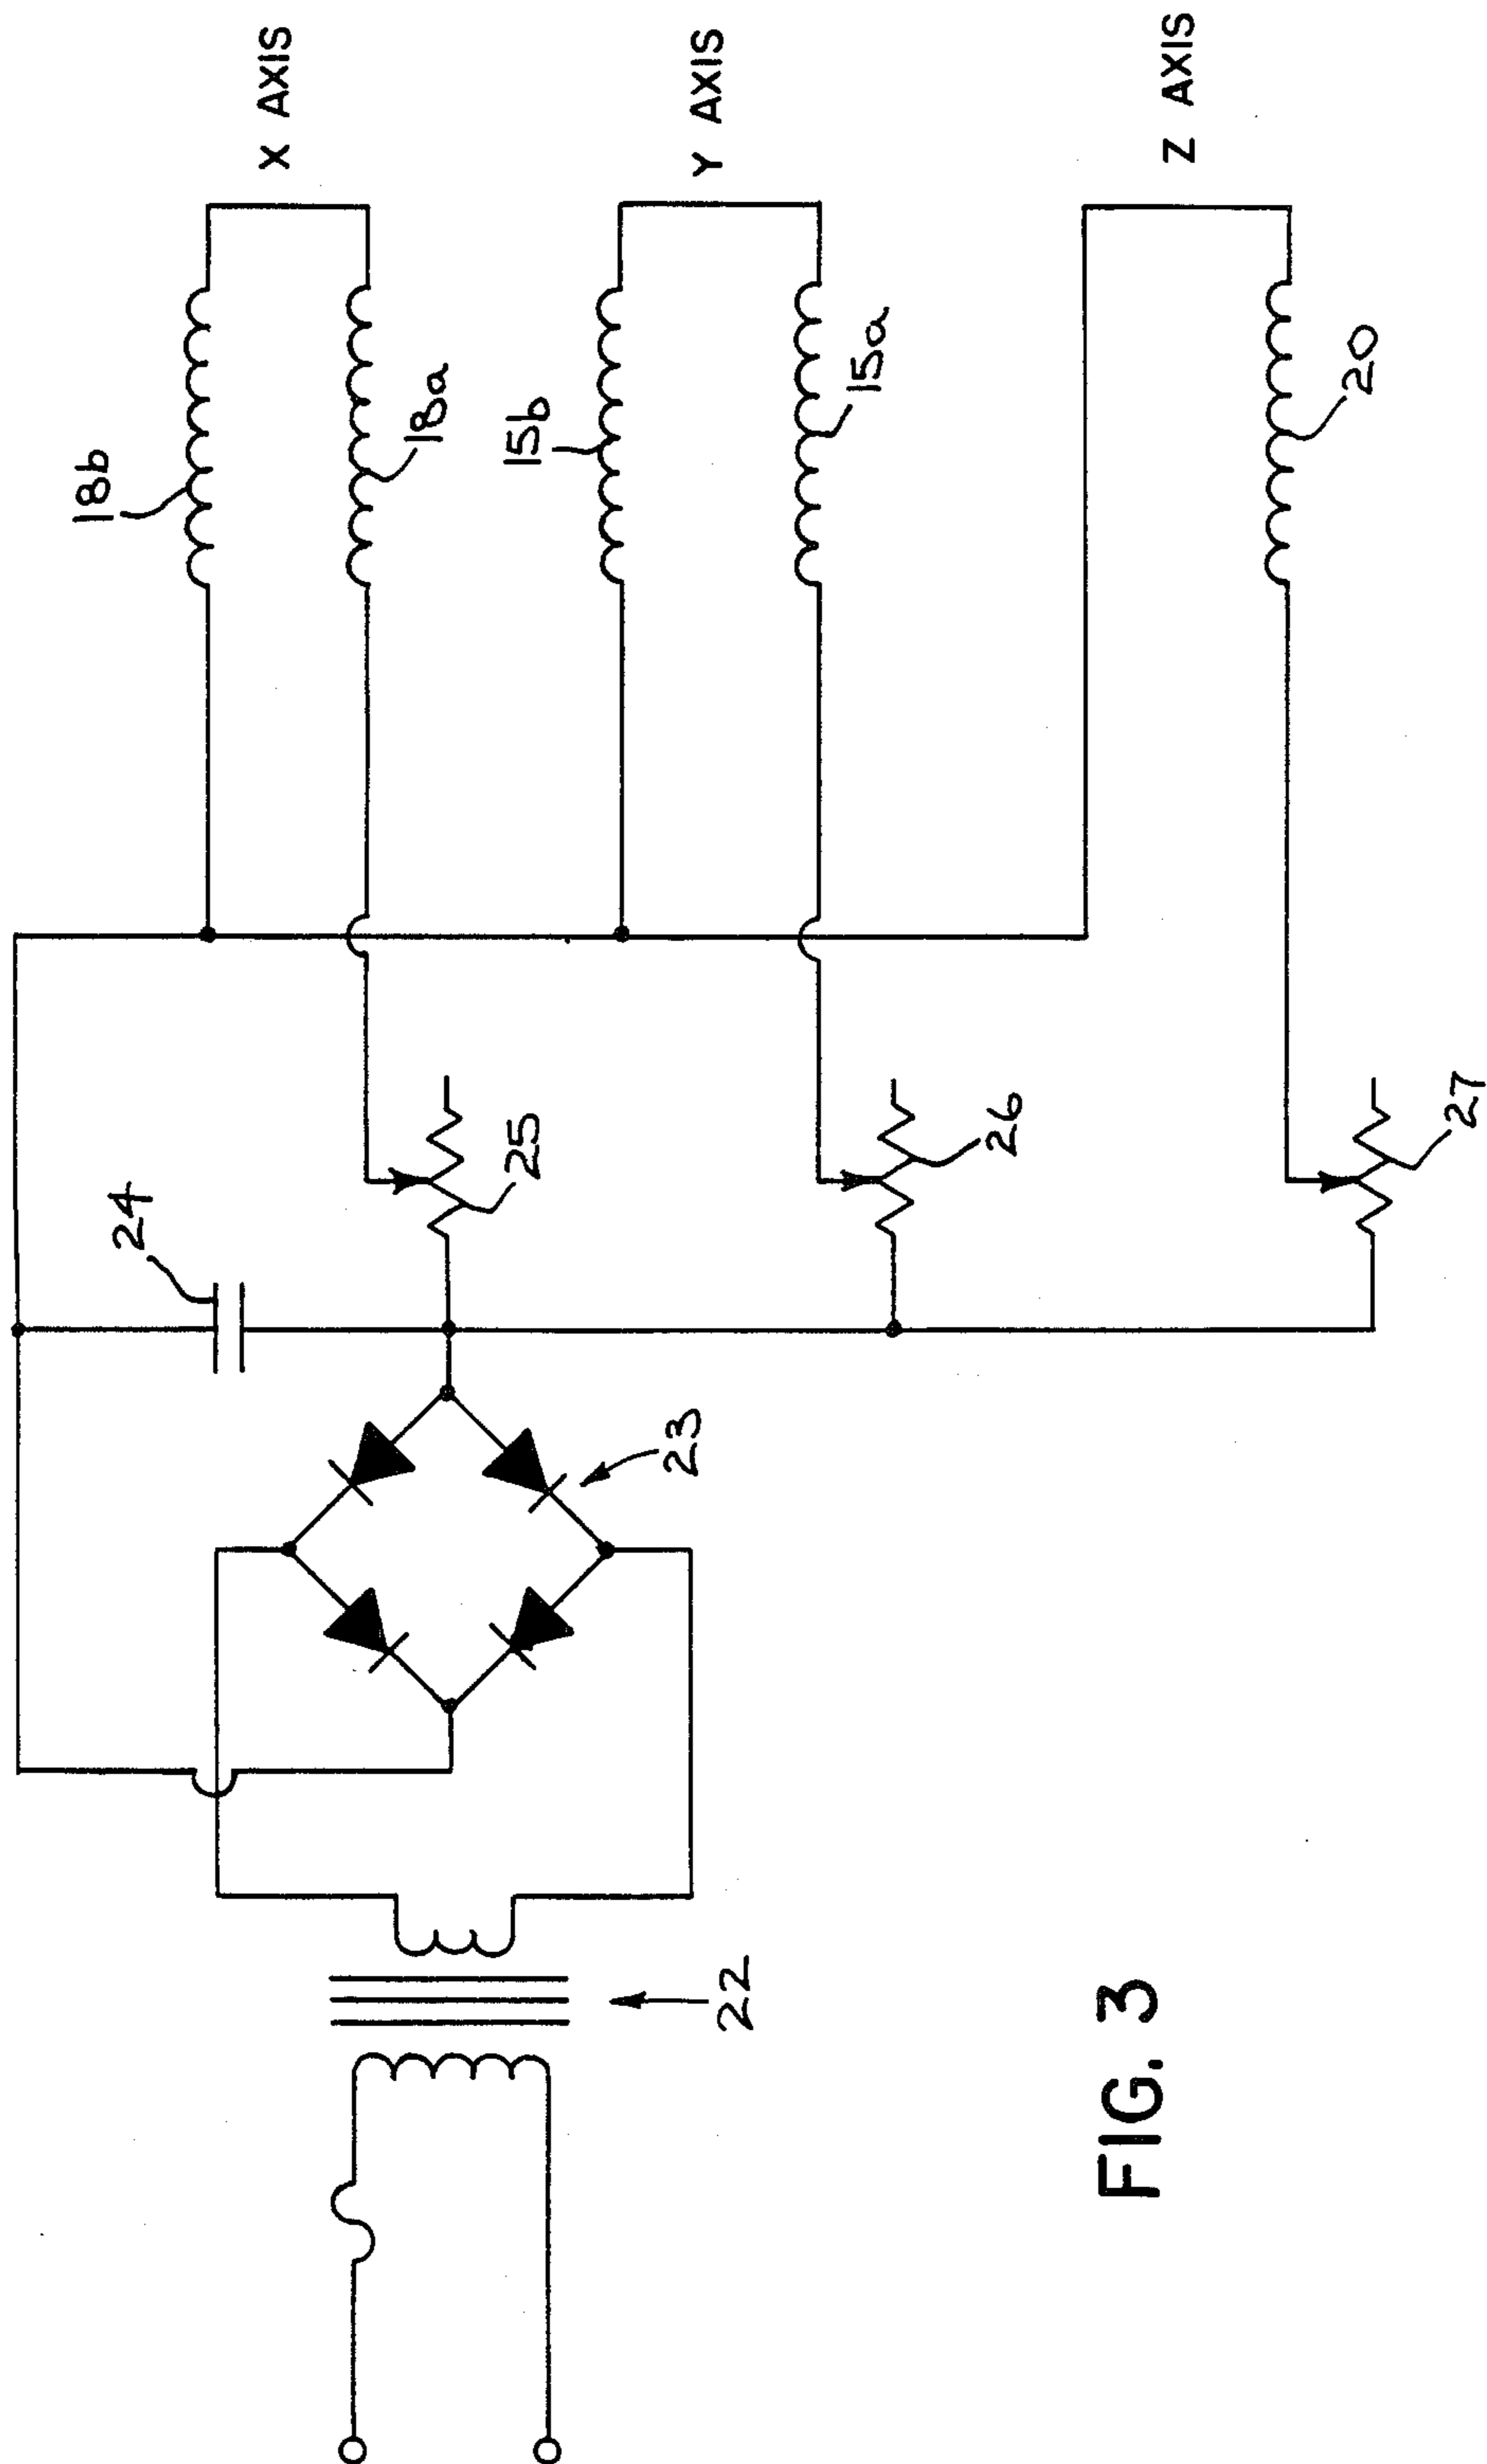 X AXIS
18b
18a
Y AXIS
15b
15a
Z AXIS
20
24
25
26
27
23
22
FIG. 3